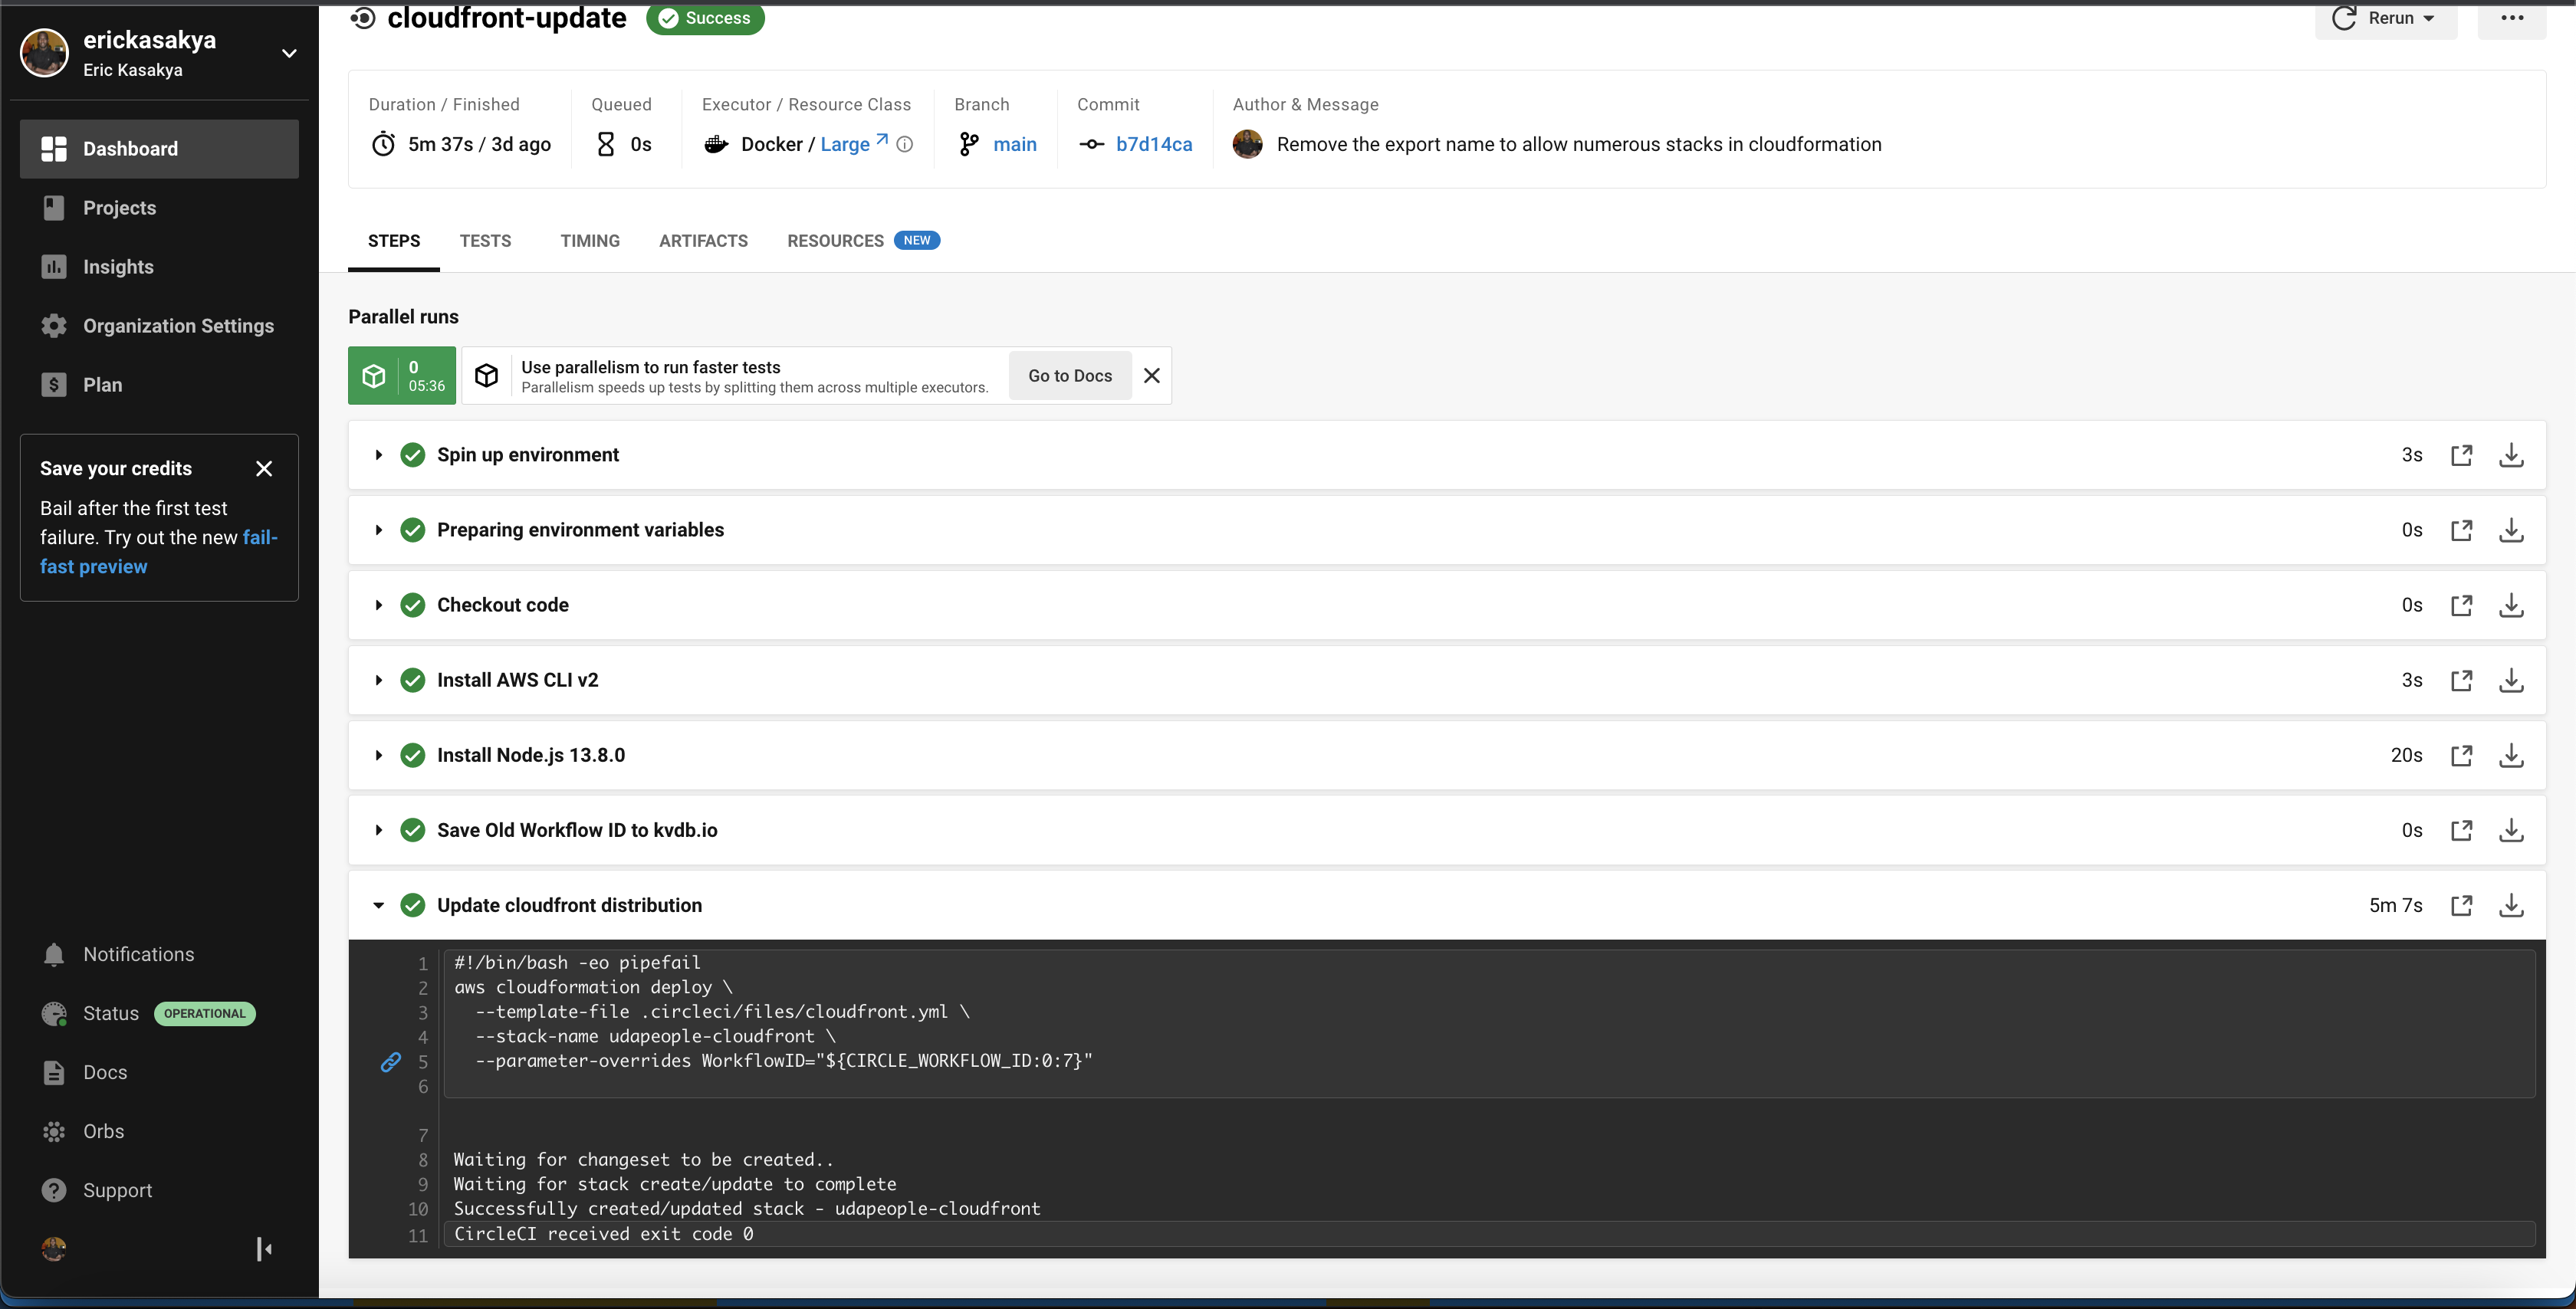 erickasakya
Eric Kasakya
Dashboard
Projects
Insights
Organization Settings
Plan
Save your credits
Bail after the first test
failure. Try out the new fail-
fast preview
Notifications
Status OPERATIONAL
Docs
Orbs
Support
cloudfront-update Success
Rerun
Duration / Finished
5m 37s / 3d ago
Queued
0s
Executor / Resource Class
Docker / Large
Branch
main
Commit
b7d14ca
Author & Message
Remove the export name to allow numerous stacks in cloudformation
STEPS TESTS TIMING ARTIFACTS RESOURCES NEW
Parallel runs
0
05:36
Use parallelism to run faster tests
Parallelism speeds up tests by splitting them across multiple executors.
Go to Docs
Spin up environment 3s
Preparing environment variables 0s
Checkout code 0s
Install AWS CLI v2 3s
Install Node.js 13.8.0 20s
Save Old Workflow ID to kvdb.io 0s
Update cloudfront distribution 5m 7s
1 #!/bin/bash -eo pipefail
2 aws cloudformation deploy \
3 --template-file .circleci/files/cloudfront.yml \
4 --stack-name udapeople-cloudfront \
5 --parameter-overrides WorkflowID="${CIRCLE_WORKFLOW_ID:0:7}"
6
7
8 Waiting for changeset to be created..
9 Waiting for stack create/update to complete
10 Successfully created/updated stack - udapeople-cloudfront
11 CircleCI received exit code 0